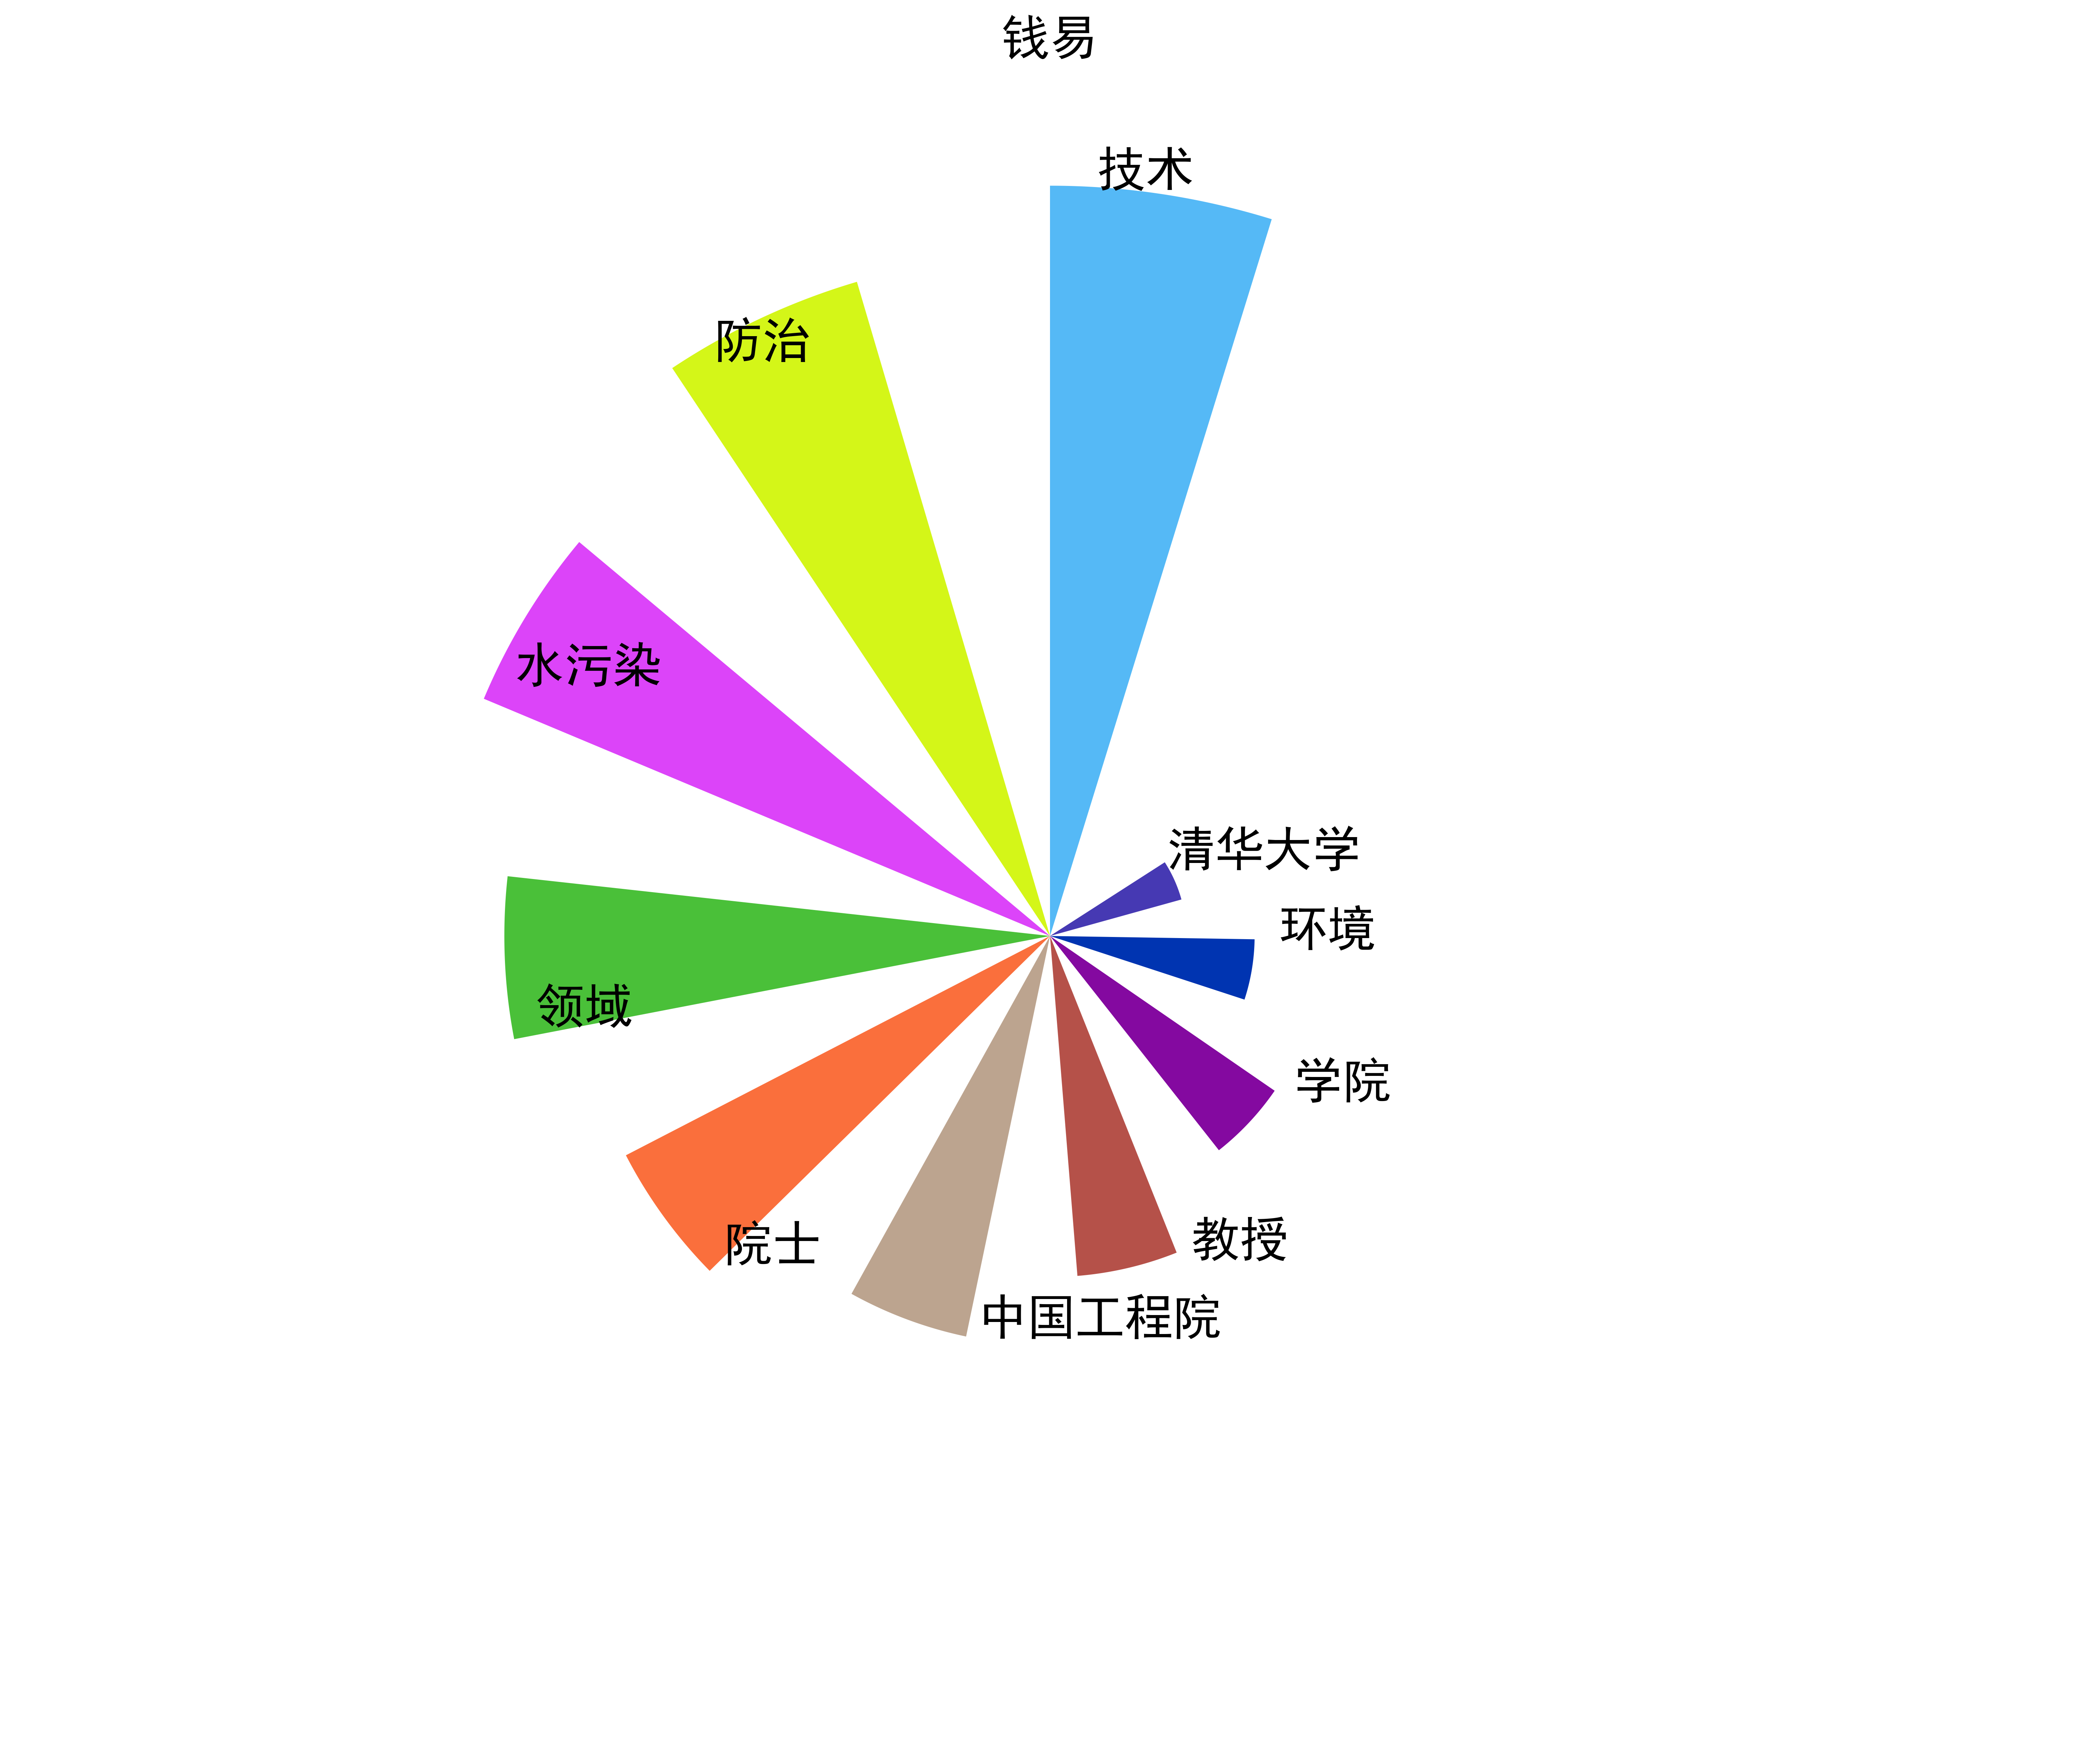 钱易
技术
防治
水污染
清华大学
环境
领域
学院
教授
院士
中国工程院